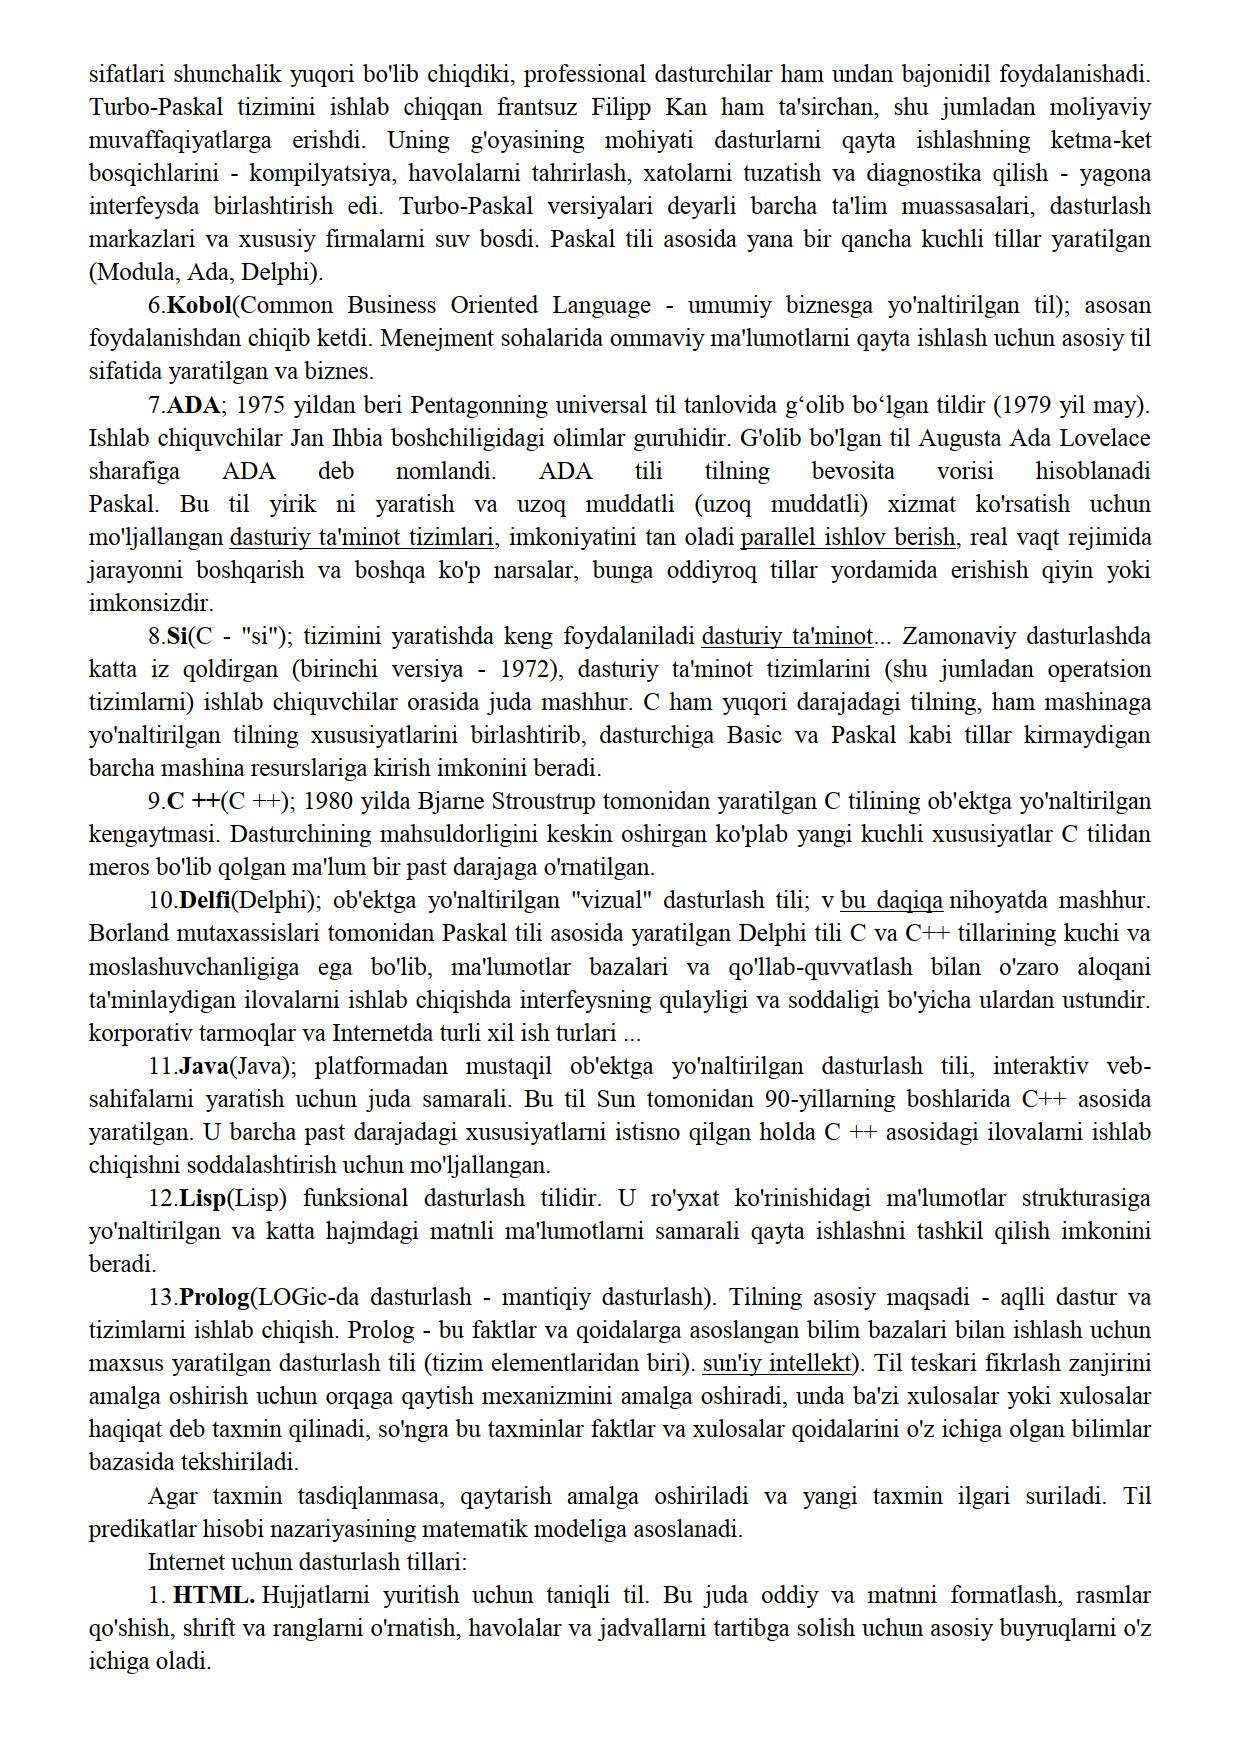 sifatlari shunchalik yuqori bo'lib chiqdiki, professional dasturchilar ham undan bajonidil foydalanishadi.
Turbo-Paskal tizimini ishlab chiqqan frantsuz Filipp Kan ham ta'sirchan, shu jumladan moliyaviy
muvaffaqiyatlarga erishdi. Uning g'oyasining mohiyati dasturlarni qayta ishlashning ketma-ket
bosqichlarini - kompilyatsiya, havolalarni tahrirlash, xatolarni tuzatish va diagnostika qilish - yagona
interfeysda birlashtirish edi. Turbo-Paskal versiyalari deyarli barcha ta'lim muassasalari, dasturlash
markazlari va xususiy firmalarni suv bosdi. Paskal tili asosida yana bir qancha kuchli tillar yaratilgan
(Modula, Ada, Delphi).
6.Kobol(Common Business Oriented Language - umumiy biznesga yo'naltirilgan til); asosan
foydalanishdan chiqib ketdi. Menejment sohalarida ommaviy ma'lumotlarni qayta ishlash uchun asosiy til
sifatida yaratilgan va biznes.
7.ADA; 1975 yildan beri Pentagonning universal til tanlovida g‘olib bo‘lgan tildir (1979 yil may).
Ishlab chiquvchilar Jan Ihbia boshchiligidagi olimlar guruhidir. G'olib bo'lgan til Augusta Ada Lovelace
sharafiga ADA deb nomlandi. ADA tili tilning bevosita vorisi hisoblanadi
Paskal. Bu til yirik ni yaratish va uzoq muddatli (uzoq muddatli) xizmat ko'rsatish uchun
mo'ljallangan dasturiy ta'minot tizimlari, imkoniyatini tan oladi parallel ishlov berish, real vaqt rejimida
jarayonni boshqarish va boshqa ko'p narsalar, bunga oddiyroq tillar yordamida erishish qiyin yoki
imkonsizdir.
8.Si(C - "si"); tizimini yaratishda keng foydalaniladi dasturiy ta'minot... Zamonaviy dasturlashda
katta iz qoldirgan (birinchi versiya - 1972), dasturiy ta'minot tizimlarini (shu jumladan operatsion
tizimlarni) ishlab chiquvchilar orasida juda mashhur. C ham yuqori darajadagi tilning, ham mashinaga
yo'naltirilgan tilning xususiyatlarini birlashtirib, dasturchiga Basic va Paskal kabi tillar kirmaydigan
barcha mashina resurslariga kirish imkonini beradi.
9.C ++(C ++); 1980 yilda Bjarne Stroustrup tomonidan yaratilgan C tilining ob'ektga yo'naltirilgan
kengaytmasi. Dasturchining mahsuldorligini keskin oshirgan ko'plab yangi kuchli xususiyatlar C tilidan
meros bo'lib qolgan ma'lum bir past darajaga o'rnatilgan.
10.Delfi(Delphi); ob'ektga yo'naltirilgan "vizual" dasturlash tili; v bu daqiqa nihoyatda mashhur.
Borland mutaxassislari tomonidan Paskal tili asosida yaratilgan Delphi tili C va C++ tillarining kuchi va
moslashuvchanligiga ega bo'lib, ma'lumotlar bazalari va qo'llab-quvvatlash bilan o'zaro aloqani
ta'minlaydigan ilovalarni ishlab chiqishda interfeysning qulayligi va soddaligi bo'yicha ulardan ustundir.
korporativ tarmoqlar va Internetda turli xil ish turlari ...
11.Java(Java); platformadan mustaqil ob'ektga yo'naltirilgan dasturlash tili, interaktiv veb-
sahifalarni yaratish uchun juda samarali. Bu til Sun tomonidan 90-yillarning boshlarida C++ asosida
yaratilgan. U barcha past darajadagi xususiyatlarni istisno qilgan holda C ++ asosidagi ilovalarni ishlab
chiqishni soddalashtirish uchun mo'ljallangan.
12.Lisp(Lisp) funksional dasturlash tilidir. U ro'yxat ko'rinishidagi ma'lumotlar strukturasiga
yo'naltirilgan va katta hajmdagi matnli ma'lumotlarni samarali qayta ishlashni tashkil qilish imkonini
beradi.
13.Prolog(LOGic-da dasturlash - mantiqiy dasturlash). Tilning asosiy maqsadi - aqlli dastur va
tizimlarni ishlab chiqish. Prolog - bu faktlar va qoidalarga asoslangan bilim bazalari bilan ishlash uchun
maxsus yaratilgan dasturlash tili (tizim elementlaridan biri). sun'iy intellekt). Til teskari fikrlash zanjirini
amalga oshirish uchun orqaga qaytish mexanizmini amalga oshiradi, unda ba'zi xulosalar yoki xulosalar
haqiqat deb taxmin qilinadi, so'ngra bu taxminlar faktlar va xulosalar qoidalarini o'z ichiga olgan bilimlar
bazasida tekshiriladi.
Agar taxmin tasdiqlanmasa, qaytarish amalga oshiriladi va yangi taxmin ilgari suriladi. Til
predikatlar hisobi nazariyasining matematik modeliga asoslanadi.
Internet uchun dasturlash tillari:
1. HTML. Hujjatlarni yuritish uchun taniqli til. Bu juda oddiy va matnni formatlash, rasmlar
qo'shish, shrift va ranglarni o'rnatish, havolalar va jadvallarni tartibga solish uchun asosiy buyruqlarni o'z
ichiga oladi.